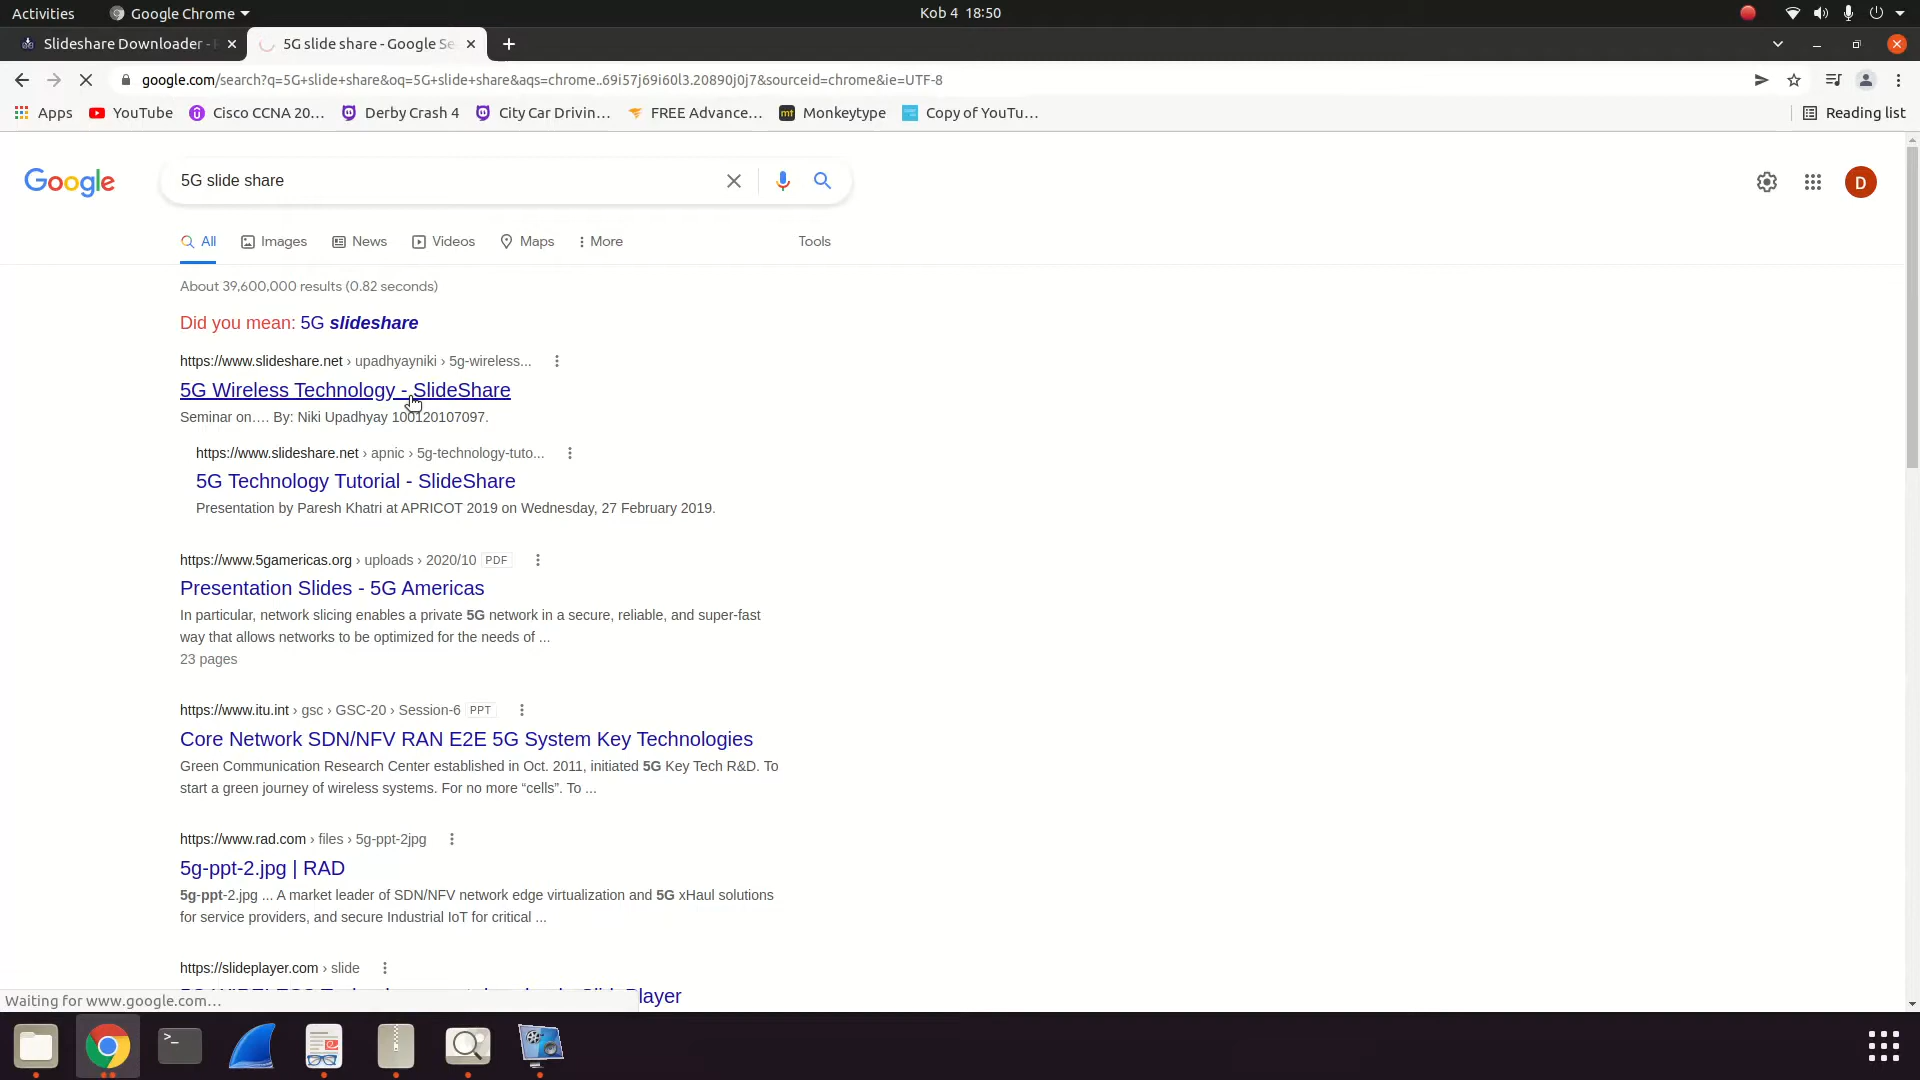 Activities
Google Chrome
Kob 4 18:50
Slideshare Downloader -
5G slide share - Google Se
google.com/search?q=5G+slide+share&oq=5G+slide+share&aqs=chrome..69i57j69i60l3.20890j0j7&sourceid=chrome&ie=UTF-8
Apps
YouTube
Cisco CCNA 20...
Derby Crash 4
City Car Drivin...
FREE Advance...
mt
Monkeytype
Copy of YouTu...
Reading list
Google
5G slide share
D
All
Images
News
Videos
Maps
More
Tools
About 39,600,000 results (0.82 seconds)
Did you mean: 5G slideshare
https://www.slideshare.net › upadhyayniki › 5g-wireless...
5G Wireless Technology - SlideShare
Seminar on…. By: Niki Upadhyay 100120107097.
https://www.slideshare.net › apnic › 5g-technology-tuto...
5G Technology Tutorial - SlideShare
Presentation by Paresh Khatri at APRICOT 2019 on Wednesday, 27 February 2019.
https://www.5gamericas.org › uploads › 2020/10 PDF
Presentation Slides - 5G Americas
In particular, network slicing enables a private 5G network in a secure, reliable, and super-fast
way that allows networks to be optimized for the needs of ...
23 pages
https://www.itu.int › gsc › GSC-20 › Session-6 PPT
Core Network SDN/NFV RAN E2E 5G System Key Technologies
Green Communication Research Center established in Oct. 2011, initiated 5G Key Tech R&D. To
start a green journey of wireless systems. For no more “cells”. To ...
https://www.rad.com › files › 5g-ppt-2jpg
5g-ppt-2.jpg | RAD
5g-ppt-2.jpg ... A market leader of SDN/NFV network edge virtualization and 5G xHaul solutions
for service providers, and secure Industrial IoT for critical ...
https://slideplayer.com › slide
Waiting for www.google.com...